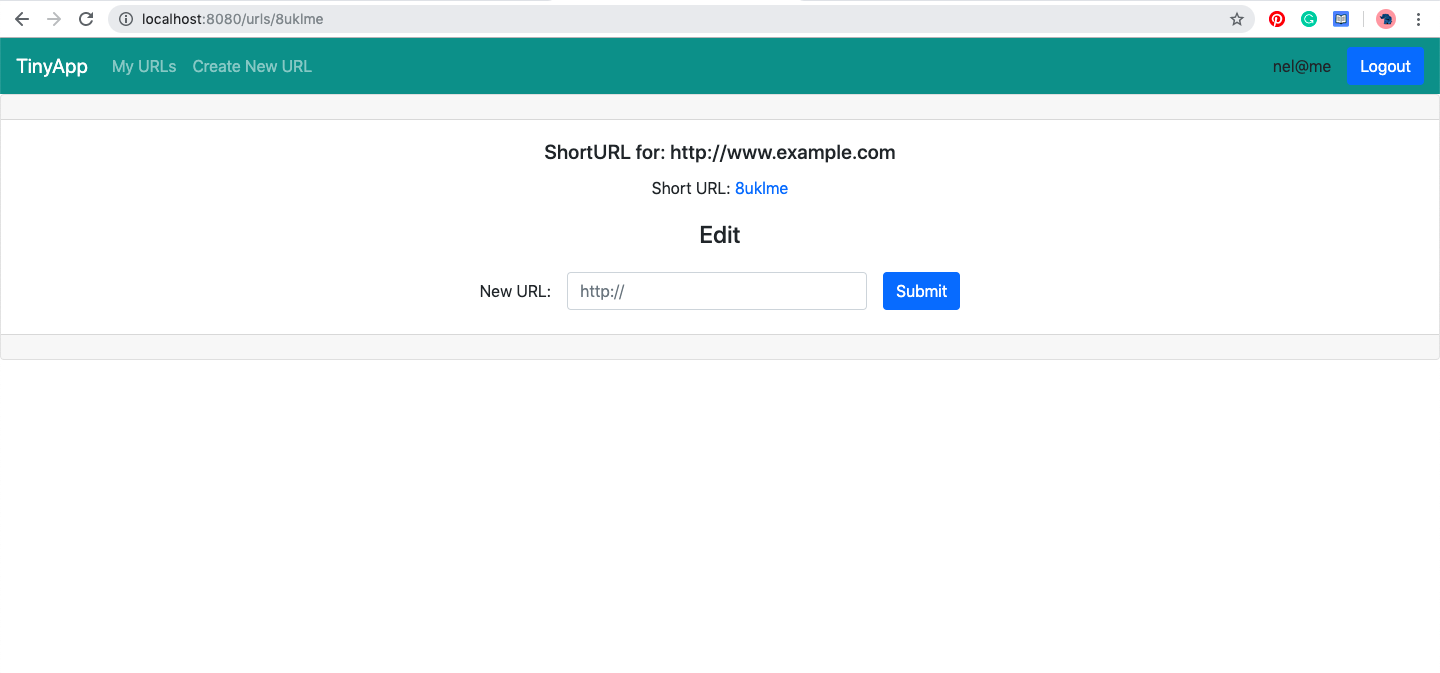 localhost:8080/urls/8uklme
TinyApp My URLs Create New URL nel@me Logout
ShortURL for: http://www.example.com
Short URL: 8uklme
Edit
New URL: http:// Submit